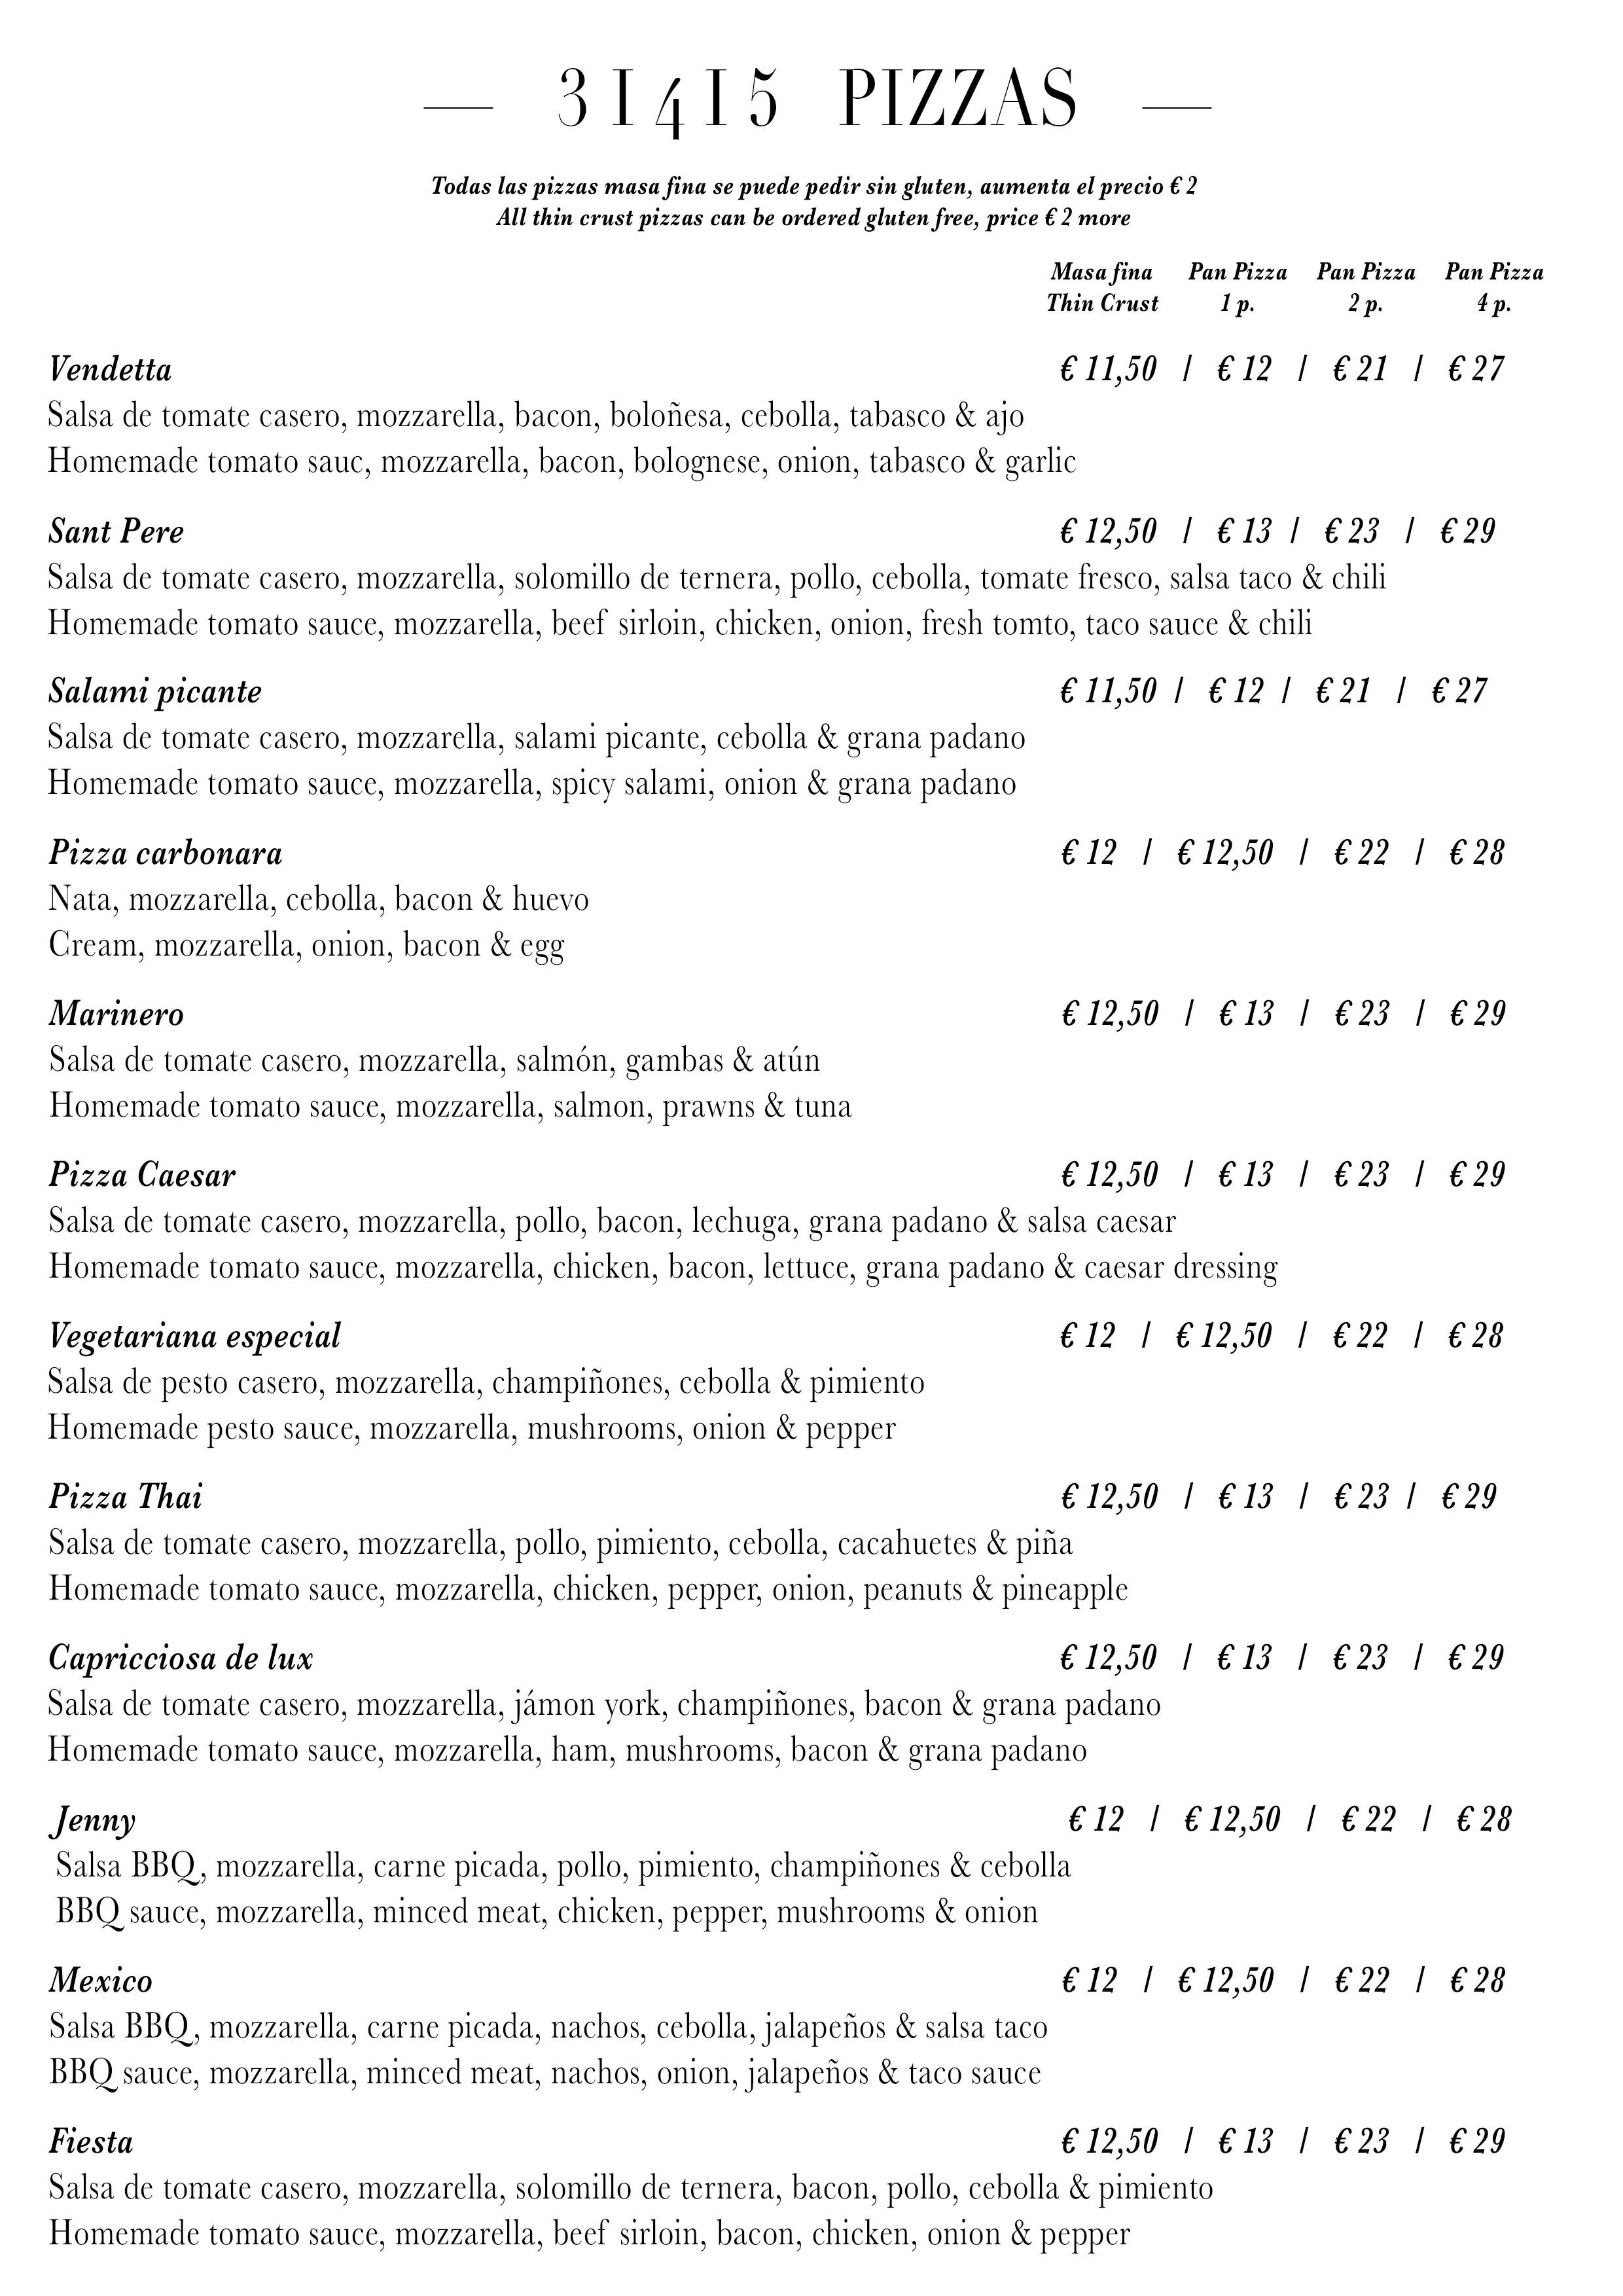 31415 PIZZAS
Todas las pizzas masa fina se puede pedir sin gluten, aumenta el precio € 2
All thin crust pizzas can be ordered gluten free, price € 2 more
Masa fina Pan Pizza Pan Pizza Pan Pizza
Thin Crust 1 p. 2 p. 4 p.
Vendetta € 11,50 / € 12 / € 21 / € 27
Salsa de tomate casero, mozzarella, bacon, boloñesa, cebolla, tabasco & ajo
Homemade tomato sauc, mozzarella, bacon, bolognese, onion, tabasco & garlic
Sant Pere € 12,50 / € 13 / € 23 / € 29
Salsa de tomate casero, mozzarella, solomillo de ternera, pollo, cebolla, tomate fresco, salsa taco & chili
Homemade tomato sauce, mozzarella, beef sirloin, chicken, onion, fresh tomto, taco sauce & chili
Salami picante € 11,50 / € 12 / € 21 / € 27
Salsa de tomate casero, mozzarella, salami picante, cebolla & grana padano
Homemade tomato sauce, mozzarella, spicy salami, onion & grana padano
Pizza carbonara € 12 / € 12,50 / € 22 / € 28
Nata, mozzarella, cebolla, bacon & huevo
Cream, mozzarella, onion, bacon & egg
Marinero € 12,50 / € 13 / € 23 / € 29
Salsa de tomate casero, mozzarella, salmón, gambas & atún
Homemade tomato sauce, mozzarella, salmon, prawns & tuna
Pizza Caesar € 12,50 / € 13 / € 23 / € 29
Salsa de tomate casero, mozzarella, pollo, bacon, lechuga, grana padano & salsa caesar
Homemade tomato sauce, mozzarella, chicken, bacon, lettuce, grana padano & caesar dressing
Vegetariana especial € 12 / € 12,50 / € 22 / € 28
Salsa de pesto casero, mozzarella, champiñones, cebolla & pimiento
Homemade pesto sauce, mozzarella, mushrooms, onion & pepper
Pizza Thai € 12,50 / € 13 / € 23 / € 29
Salsa de tomate casero, mozzarella, pollo, pimiento, cebolla, cacahuetes & piña
Homemade tomato sauce, mozzarella, chicken, pepper, onion, peanuts & pineapple
Capricciosa de lux € 12,50 / € 13 / € 23 / € 29
Salsa de tomate casero, mozzarella, jámon york, champiñones, bacon & grana padano
Homemade tomato sauce, mozzarella, ham, mushrooms, bacon & grana padano
Jenny € 12 / € 12,50 / € 22 / € 28
Salsa BBQ, mozzarella, carne picada, pollo, pimiento, champiñones & cebolla
BBQ sauce, mozzarella, minced meat, chicken, pepper, mushrooms & onion
Mexico € 12 / € 12,50 / € 22 / € 28
Salsa BBQ, mozzarella, carne picada, nachos, cebolla, jalapeños & salsa taco
BBQ sauce, mozzarella, minced meat, nachos, onion, jalapeños & taco sauce
Fiesta € 12,50 / € 13 / € 23 / € 29
Salsa de tomate casero, mozzarella, solomillo de ternera, bacon, pollo, cebolla & pimiento
Homemade tomato sauce, mozzarella, beef sirloin, bacon, chicken, onion & pepper